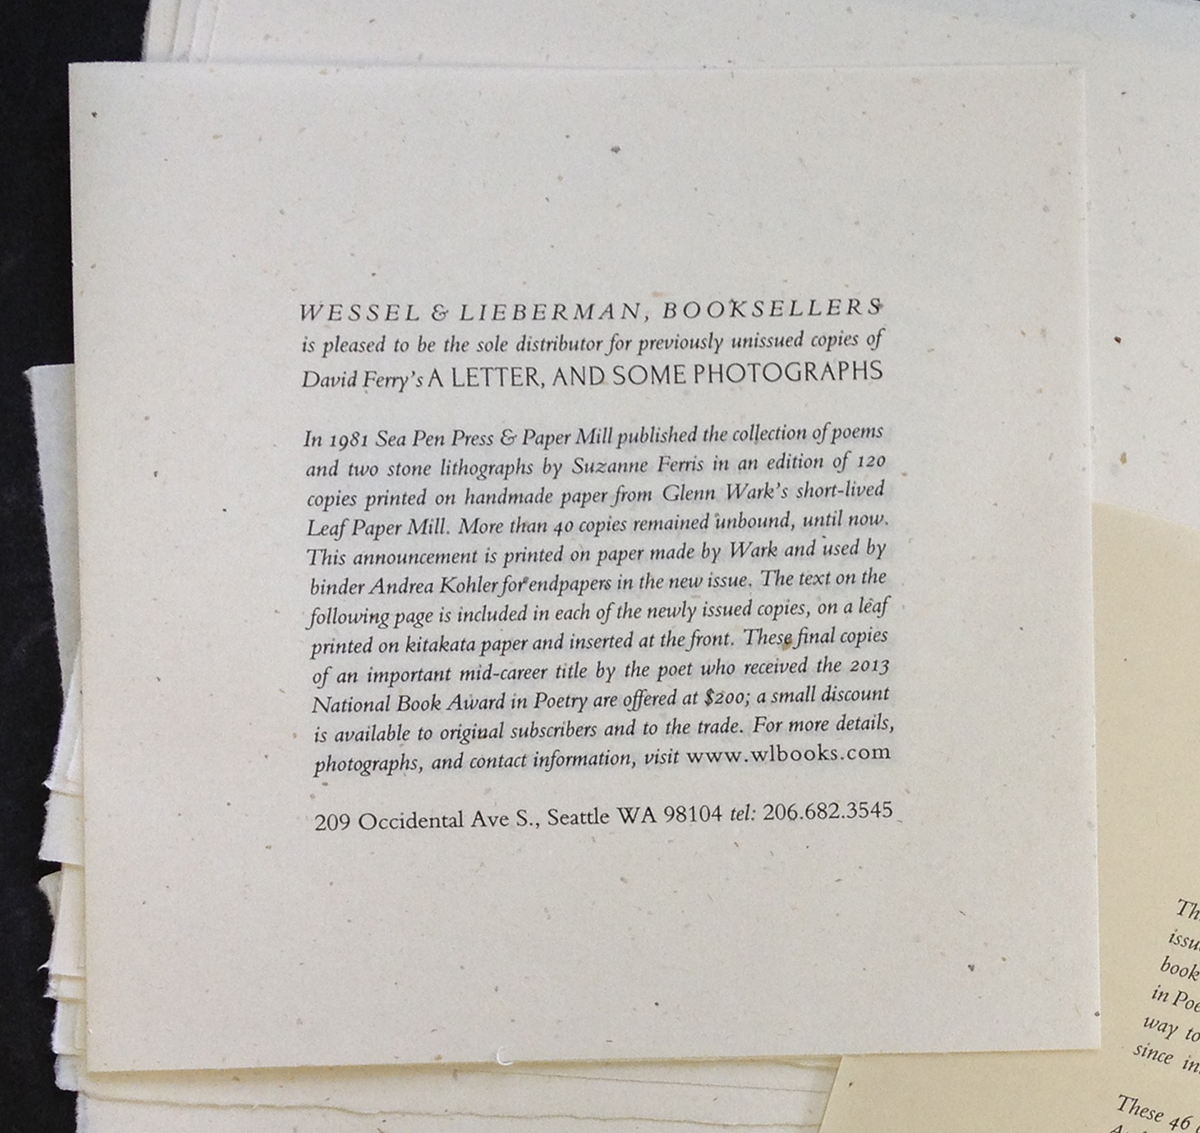 WESSEL & LIEBERMAN, BOOKSELLERS
is pleased to be the sole distributor for previously unissued copies of
David Ferry's A LETTER, AND SOME PHOTOGRAPHS
In 1981 Sea Pen Press & Paper Mill published the collection of poems
and two stone lithographs by Suzanne Ferris in an edition of 120
copies printed on handmade paper from Glenn Wark's short-lived
Leaf Paper Mill. More than 40 copies remained unbound, until now.
This announcement is printed on paper made by Wark and used by
binder Andrea Kohler for endpapers in the new issue. The text on the
following page is included in each of the newly issued copies, on a leaf
printed on kitakata paper and inserted at the front. These final copies
of an important mid-career title by the poet who received the 2013
National Book Award in Poetry are offered at $200; a small discount
is available to original subscribers and to the trade. For more details,
photographs, and contact information, visit www.wlbooks.com
209 Occidental Ave S., Seattle WA 98104 tel: 206.682.3545
book
in
way to
since
These 46